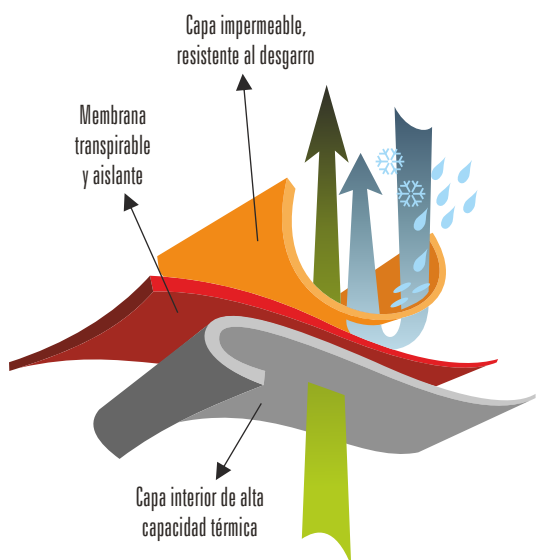 Capa impermeable,
resistente al desgarro
Membrana
transpirable
y aislante
Capa interior de alta
capacidad térmica